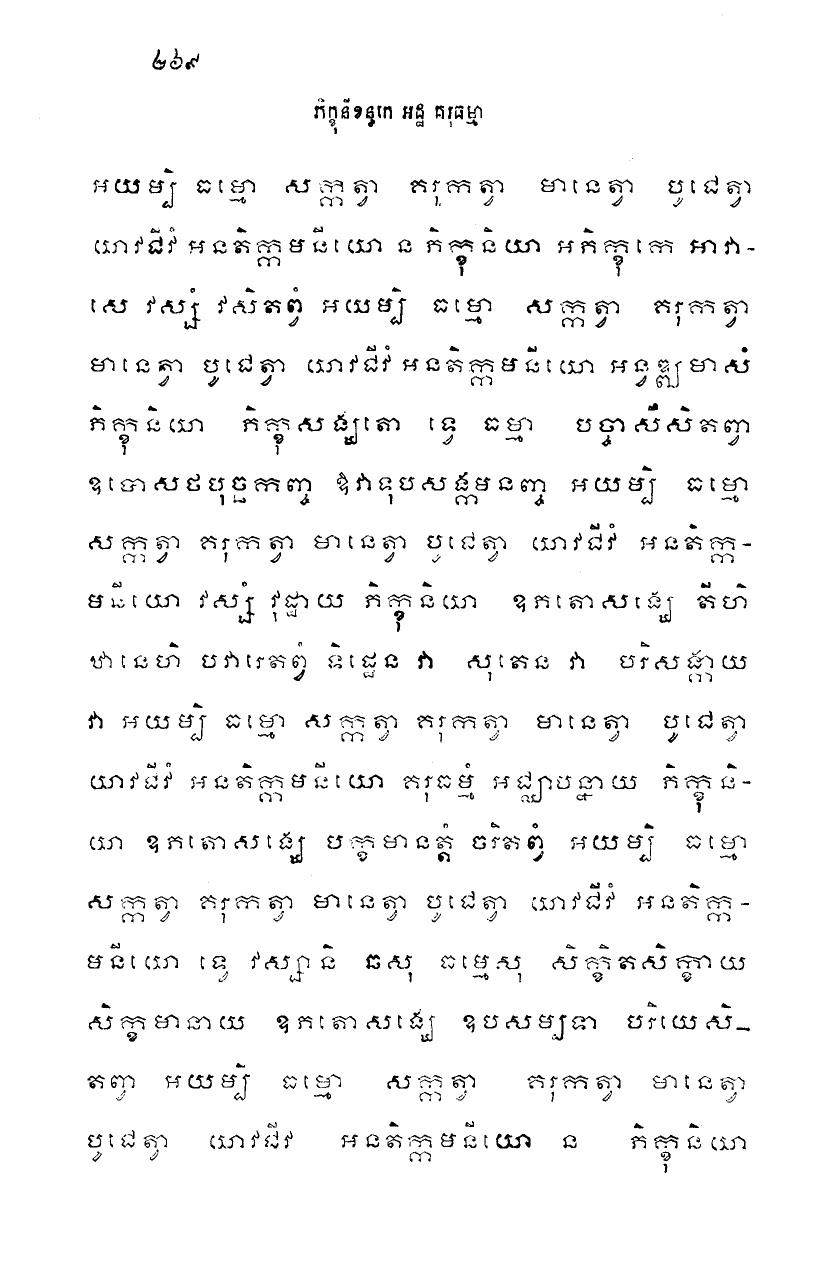 ២៦៩
ភិក្ខុនីខន្ធកេ អដ្ឋ គរុធម្មា
អយម្បិ ធម្មោ សក្កត្វា គរុកត្វា មានេត្វា បូជេត្វា
យាវជីវំ អនតិក្កមនីយោ ន ភិក្ខុនិយា អភិក្ខុកេ អាវា-
សេ វស្សំ វសិតព្វំ អយម្បិ ធម្មោ សក្កត្វា គរុកត្វា
មានេត្វា បូជេត្វា យាវជីវំ អនតិក្កមនីយោ អន្វឌ្ឍមាសំ
ភិក្ខុនិយា ភិក្ខុសង្ឃតោ ទ្វេ ធម្មា បច្ចាសីសិតព្វា
ឧបោសថបុច្ឆកញ្ច ឱវាទុបសង្កមនញ្ច អយម្បិ ធម្មោ
សក្កត្វា គរុកត្វា មានេត្វា បូជេត្វា យាវជីវំ អនតិក្ក-
មនីយោ វស្សំ វុដ្ឋាយ ភិក្ខុនិយា ឧភតោសង្ឃេ តីហិ
ឋានេហិ បវារេតព្វំ ទិដ្ឋេន វា សុតេន វា បរិសង្កាយ
វា អយម្បិ ធម្មោ សក្កត្វា គរុកត្វា មានេត្វា បូជេត្វា
យាវជីវំ អនតិក្កមនីយោ គរុធម្មំ អជ្ឈាបន្នាយ ភិក្ខុនិ-
យា ឧភតោសង្ឃេ បក្ខមានត្តំ ចរិតព្វំ អយម្បិ ធម្មោ
សក្កត្វា គរុកត្វា មានេត្វា បូជេត្វា យាវជីវំ អនតិក្ក-
មនីយោ ទ្វេ វស្សានិ ឆសុ ធម្មេសុ សិក្ខិតសិក្ខាយ
សិក្ខមានាយ ឧភតោសង្ឃេ ឧបសម្បទា បរិយេសិ-
តព្វា អយម្បិ ធម្មោ សក្កត្វា គរុកត្វា មានេត្វា
បូជេត្វា យាវជីវ អនតិក្កមនីយោ ន ភិក្ខុនិយា